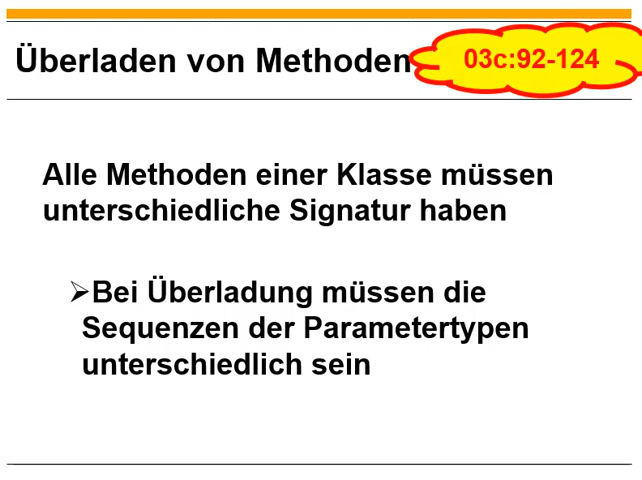 Überladen von Methoden
03c:92-124
Alle Methoden einer Klasse müssen
unterschiedliche Signatur haben
➢Bei Überladung müssen die
Sequenzen der Parametertypen
unterschiedlich sein